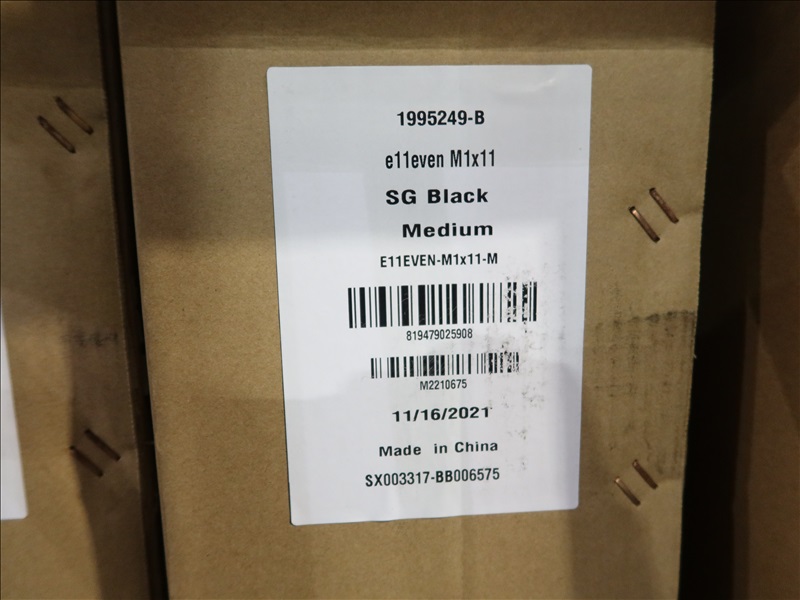 1995249-B
e11even M1x11
SG Black
Medium
E11EVEN-M1x11-M
819479025908
M2210675
11/16/2021
Made in China
SX003317-BB006575